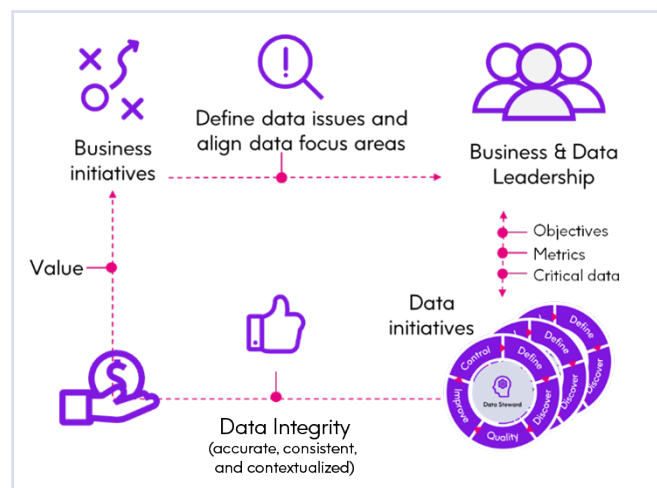 Define data issues and
align data focus areas
Business
initiatives
Business & Data
Leadership
Objectives
Metrics
Critical data
Value
Data
initiatives
Define
Discover
Define
Discover
Control
Define
Discover
Quality
Improve
Data Steward
$
Data Integrity
(accurate, consistent,
and contextualized)